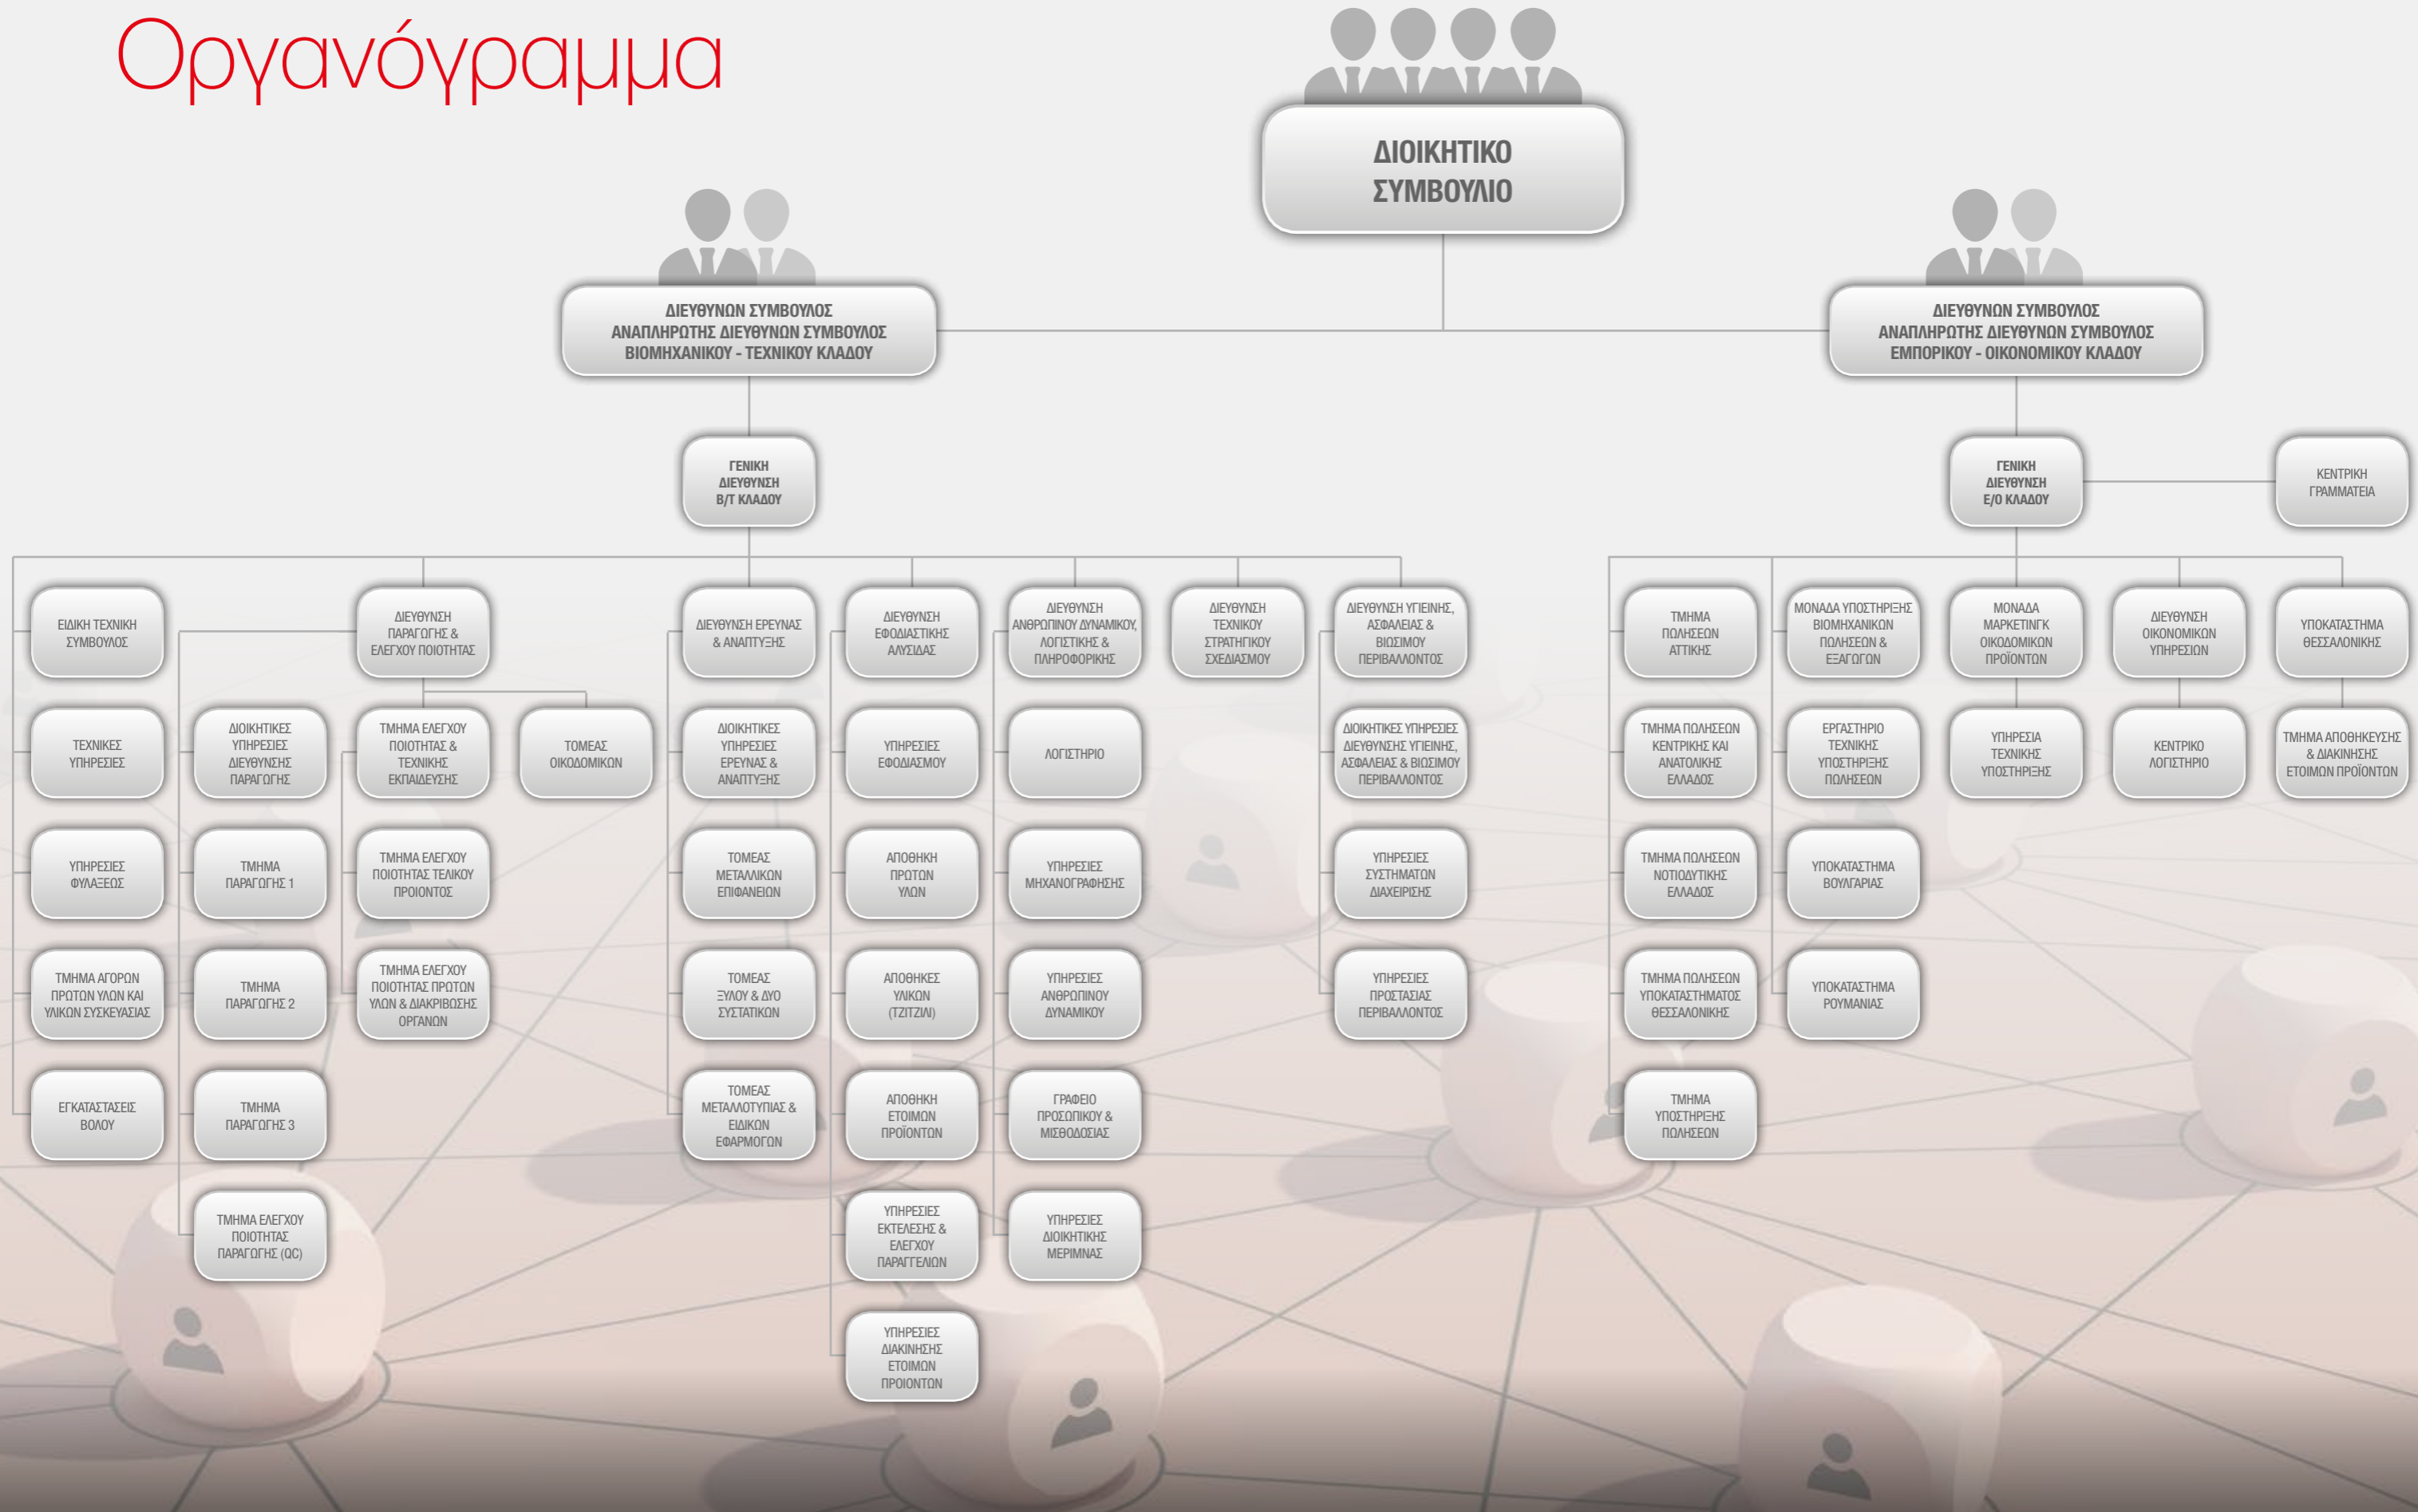 Οργανόγραμμα
ΔΙΟΙΚΗΤΙΚΟ
ΣΥΜΒΟΥΛΙΟ
ΔΙΕΥΘΥΝΩΝ ΣΥΜΒΟΥΛΟΣ
ΑΝΑΠΛΗΡΩΤΗΣ ΔΙΕΥΘΥΝΩΝ ΣΥΜΒΟΥΛΟΣ
ΒΙΟΜΗΧΑΝΙΚΟΥ - ΤΕΧΝΙΚΟΥ ΚΛΑΔΟΥ
ΔΙΕΥΘΥΝΩΝ ΣΥΜΒΟΥΛΟΣ
ΑΝΑΠΛΗΡΩΤΗΣ ΔΙΕΥΘΥΝΩΝ ΣΥΜΒΟΥΛΟΣ
ΕΜΠΟΡΙΚΟΥ - ΟΙΚΟΝΟΜΙΚΟΥ ΚΛΑΔΟΥ
ΓΕΝΙΚΗ
ΔΙΕΥΘΥΝΣΗ
Β/Τ ΚΛΑΔΟΥ
ΓΕΝΙΚΗ
ΔΙΕΥΘΥΝΣΗ
Ε/Ο ΚΛΑΔΟΥ
ΚΕΝΤΡΙΚΗ
ΓΡΑΜΜΑΤΕΙΑ
ΕΙΔΙΚΗ ΤΕΧΝΙΚΗ
ΣΥΜΒΟΥΛΟΣ
ΔΙΕΥΘΥΝΣΗ
ΠΑΡΑΓΩΓΗΣ &
ΕΛΕΓΧΟΥ ΠΟΙΟΤΗΤΑΣ
ΔΙΕΥΘΥΝΣΗ ΕΡΕΥΝΑΣ
& ΑΝΑΠΤΥΞΗΣ
ΔΙΕΥΘΥΝΣΗ
ΕΦΟΔΙΑΣΤΙΚΗΣ
ΑΛΥΣΙΔΑΣ
ΔΙΕΥΘΥΝΣΗ
ΑΝΘΡΩΠΙΝΟΥ ΔΥΝΑΜΙΚΟΥ,
ΛΟΓΙΣΤΙΚΗΣ &
ΠΛΗΡΟΦΟΡΙΚΗΣ
ΔΙΕΥΘΥΝΣΗ
ΤΕΧΝΙΚΟΥ
ΣΤΡΑΤΗΓΙΚΟΥ
ΣΧΕΔΙΑΣΜΟΥ
ΔΙΕΥΘΥΝΣΗ ΥΓΙΕΙΝΗΣ,
ΑΣΦΑΛΕΙΑΣ &
ΒΙΩΣΙΜΟΥ
ΠΕΡΙΒΑΛΛΟΝΤΟΣ
ΤΜΗΜΑ
ΠΩΛΗΣΕΩΝ
ΑΤΤΙΚΗΣ
ΜΟΝΑΔΑ ΥΠΟΣΤΗΡΙΞΗΣ
ΒΙΟΜΗΧΑΝΙΚΩΝ
ΠΩΛΗΣΕΩΝ &
ΕΞΑΓΩΓΩΝ
ΜΟΝΑΔΑ
ΜΑΡΚΕΤΙΝΓΚ
ΟΙΚΟΔΟΜΙΚΩΝ
ΠΡΟΪΟΝΤΩΝ
ΔΙΕΥΘΥΝΣΗ
ΟΙΚΟΝΟΜΙΚΩΝ
ΥΠΗΡΕΣΙΩΝ
ΥΠΟΚΑΤΑΣΤΗΜΑ
ΘΕΣΣΑΛΟΝΙΚΗΣ
ΤΕΧΝΙΚΕΣ
ΥΠΗΡΕΣΙΕΣ
ΔΙΟΙΚΗΤΙΚΕΣ
ΥΠΗΡΕΣΙΕΣ
ΔΙΕΥΘΥΝΣΗΣ
ΠΑΡΑΓΩΓΗΣ
ΤΜΗΜΑ ΕΛΕΓΧΟΥ
ΠΟΙΟΤΗΤΑΣ &
ΤΕΧΝΙΚΗΣ
ΕΚΠΑΙΔΕΥΣΗΣ
ΤΟΜΕΑΣ
ΟΙΚΟΔΟΜΙΚΩΝ
ΔΙΟΙΚΗΤΙΚΕΣ
ΥΠΗΡΕΣΙΕΣ
ΕΡΕΥΝΑΣ &
ΑΝΑΠΤΥΞΗΣ
ΥΠΗΡΕΣΙΕΣ
ΕΦΟΔΙΑΣΜΟΥ
ΛΟΓΙΣΤΗΡΙΟ
ΔΙΟΙΚΗΤΙΚΕΣ ΥΠΗΡΕΣΙΕΣ
ΔΙΕΥΘΥΝΣΗΣ ΥΓΙΕΙΝΗΣ,
ΑΣΦΑΛΕΙΑΣ & ΒΙΩΣΙΜΟΥ
ΠΕΡΙΒΑΛΛΟΝΤΟΣ
ΤΜΗΜΑ ΠΩΛΗΣΕΩΝ
ΚΕΝΤΡΙΚΗΣ ΚΑΙ
ΑΝΑΤΟΛΙΚΗΣ
ΕΛΛΑΔΟΣ
ΕΡΓΑΣΤΗΡΙΟ
ΤΕΧΝΙΚΗΣ
ΥΠΟΣΤΗΡΙΞΗΣ
ΠΩΛΗΣΕΩΝ
ΥΠΗΡΕΣΙΑ
ΤΕΧΝΙΚΗΣ
ΥΠΟΣΤΗΡΙΞΗΣ
ΚΕΝΤΡΙΚΟ
ΛΟΓΙΣΤΗΡΙΟ
ΤΜΗΜΑ ΑΠΟΘΗΚΕΥΣΗΣ
& ΔΙΑΚΙΝΗΣΗΣ
ΕΤΟΙΜΩΝ ΠΡΟΪΟΝΤΩΝ
ΥΠΗΡΕΣΙΕΣ
ΦΥΛΑΞΕΩΣ
ΤΜΗΜΑ
ΠΑΡΑΓΩΓΗΣ 1
ΤΜΗΜΑ ΕΛΕΓΧΟΥ
ΠΟΙΟΤΗΤΑΣ ΤΕΛΙΚΟΥ
ΠΡΟΙΟΝΤΟΣ
ΤΟΜΕΑΣ
ΜΕΤΑΛΛΙΚΩΝ
ΕΠΙΦΑΝΕΙΩΝ
ΑΠΟΘΗΚΗ
ΠΡΩΤΩΝ
ΥΛΩΝ
ΥΠΗΡΕΣΙΕΣ
ΜΗΧΑΝΟΓΡΑΦΗΣΗΣ
ΥΠΗΡΕΣΙΕΣ
ΣΥΣΤΗΜΑΤΩΝ
ΔΙΑΧΕΙΡΙΣΗΣ
ΤΜΗΜΑ ΠΩΛΗΣΕΩΝ
ΝΟΤΙΟΔΥΤΙΚΗΣ
ΕΛΛΑΔΟΣ
ΥΠΟΚΑΤΑΣΤΗΜΑ
ΒΟΥΛΓΑΡΙΑΣ
ΤΜΗΜΑ ΑΓΟΡΩΝ
ΠΡΩΤΩΝ ΥΛΩΝ ΚΑΙ
ΥΛΙΚΩΝ ΣΥΣΚΕΥΑΣΙΑΣ
ΤΜΗΜΑ
ΠΑΡΑΓΩΓΗΣ 2
ΤΜΗΜΑ ΕΛΕΓΧΟΥ
ΠΟΙΟΤΗΤΑΣ ΠΡΩΤΩΝ
ΥΛΩΝ & ΔΙΑΚΡΙΒΩΣΗΣ
ΟΡΓΑΝΩΝ
ΤΟΜΕΑΣ
ΞΥΛΟΥ & ΔΥΟ
ΣΥΣΤΑΤΙΚΩΝ
ΑΠΟΘΗΚΕΣ
ΥΛΙΚΩΝ
(ΤΖΙΤΖΙΛΙ)
ΥΠΗΡΕΣΙΕΣ
ΑΝΘΡΩΠΙΝΟΥ
ΔΥΝΑΜΙΚΟΥ
ΥΠΗΡΕΣΙΕΣ
ΠΡΟΣΤΑΣΙΑΣ
ΠΕΡΙΒΑΛΛΟΝΤΟΣ
ΤΜΗΜΑ ΠΩΛΗΣΕΩΝ
ΥΠΟΚΑΤΑΣΤΗΜΑΤΟΣ
ΘΕΣΣΑΛΟΝΙΚΗΣ
ΥΠΟΚΑΤΑΣΤΗΜΑ
ΡΟΥΜΑΝΙΑΣ
ΕΓΚΑΤΑΣΤΑΣΕΙΣ
ΒΟΛΟΥ
ΤΜΗΜΑ
ΠΑΡΑΓΩΓΗΣ 3
ΤΟΜΕΑΣ
ΜΕΤΑΛΛΟΤΥΠΙΑΣ &
ΕΙΔΙΚΩΝ
ΕΦΑΡΜΟΓΩΝ
ΑΠΟΘΗΚΗ
ΕΤΟΙΜΩΝ
ΠΡΟΪΟΝΤΩΝ
ΓΡΑΦΕΙΟ
ΠΡΟΣΩΠΙΚΟΥ &
ΜΙΣΘΟΔΟΣΙΑΣ
ΤΜΗΜΑ
ΥΠΟΣΤΗΡΙΞΗΣ
ΠΩΛΗΣΕΩΝ
ΤΜΗΜΑ ΕΛΕΓΧΟΥ
ΠΟΙΟΤΗΤΑΣ
ΠΑΡΑΓΩΓΗΣ (QC)
ΥΠΗΡΕΣΙΕΣ
ΕΚΤΕΛΕΣΗΣ &
ΕΛΕΓΧΟΥ
ΠΑΡΑΓΓΕΛΙΩΝ
ΥΠΗΡΕΣΙΕΣ
ΔΙΟΙΚΗΤΙΚΗΣ
ΜΕΡΙΜΝΑΣ
ΥΠΗΡΕΣΙΕΣ
ΔΙΑΚΙΝΗΣΗΣ
ΕΤΟΙΜΩΝ
ΠΡΟΙΟΝΤΩΝ